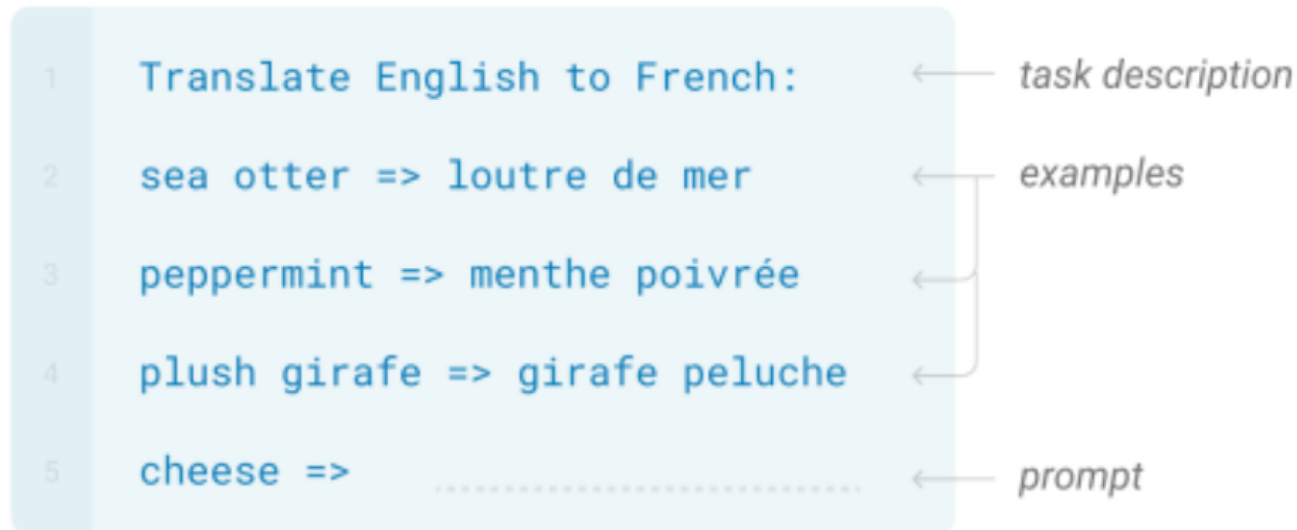 1 Translate English to French: task description
2 sea otter => loutre de mer examples
3 peppermint => menthe poivrée
4 plush girafe => girafe peluche
5 cheese => prompt